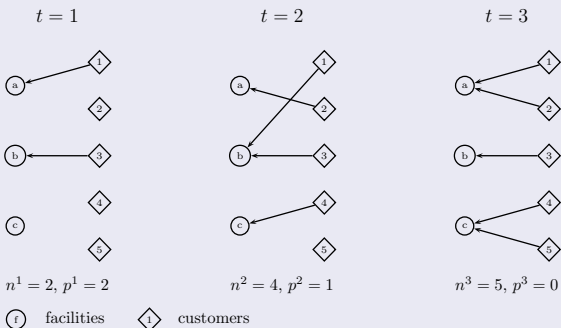 t = 1 t = 2 t = 3
1 1 1
a a a
2 2 2
b 3 b 3 b 3
4 4 4
c c c
5 5 5
n¹ = 2, p¹ = 2 n² = 4, p² = 1 n³ = 5, p³ = 0
f facilities 1 customers